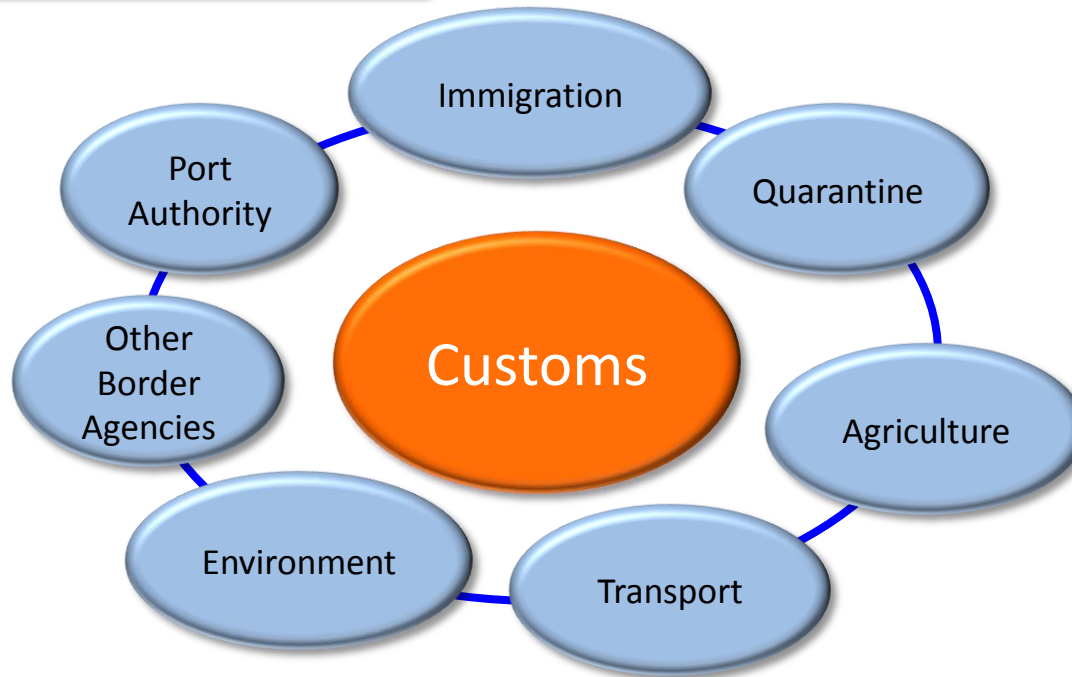 Immigration
Port
Authority
Quarantine
Other
Border
Agencies
Customs
Agriculture
Environment
Transport